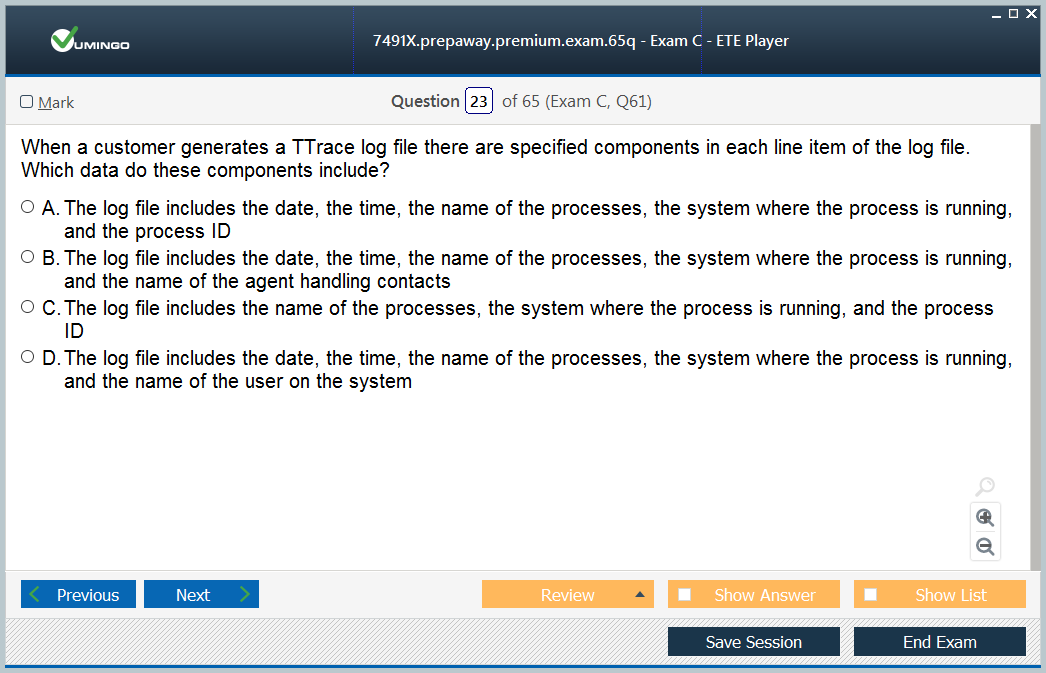 UMINGO
7491X.prepaway.premium.exam.65q - Exam C - ETE Player
Mark
Question 23 of 65 (Exam C, Q61)
When a customer generates a TTrace log file there are specified components in each line item of the log file.
Which data do these components include?
A. The log file includes the date, the time, the name of the processes, the system where the process is running,
and the process ID
B. The log file includes the date, the time, the name of the processes, the system where the process is running,
and the name of the agent handling contacts
C. The log file includes the name of the processes, the system where the process is running, and the process
ID
D. The log file includes the date, the time, the name of the processes, the system where the process is running,
and the name of the user on the system
Previous Next Review Show Answer Show List
Save Session End Exam